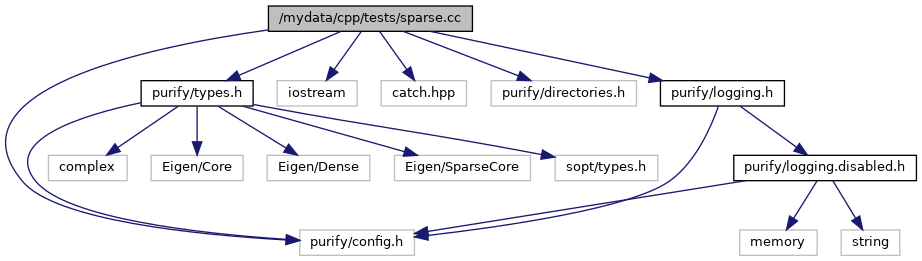 /mydata/cpp/tests/sparse.cc
purify/types.h
iostream
catch.hpp
purify/directories.h
purify/logging.h
complex
Eigen/Core
Eigen/Dense
Eigen/SparseCore
sopt/types.h
purify/logging.disabled.h
purify/config.h
memory
string